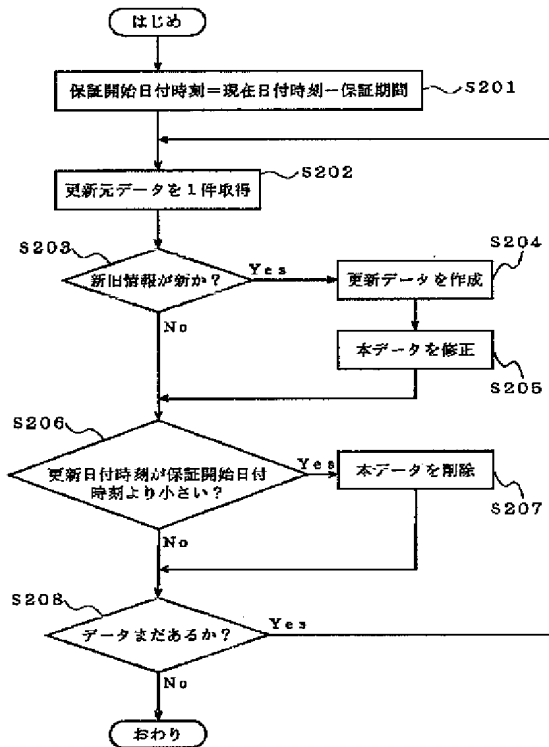 はじめ
保証開始日付時刻=現在日付時刻-保証期間
S201
S202
更新元データを1件取得
S203
新旧情報が新か?
Yes
S204
更新データを作成
No
本データを修正
S205
S206
更新日付時刻が保証開始日付
時刻より小さい?
Yes
本データを削除
S207
No
S208
データまだあるか?
Yes
No
おわり